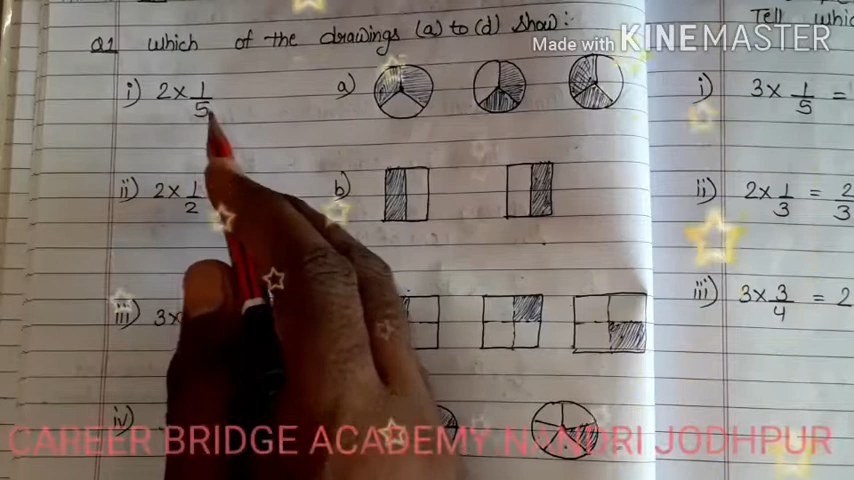 Q1 which of the drawings (a) to (d) show :
Tell which
Made with KINEMASTER
i) 2 × 1/5
a)
ii) 2 × 1/2
b)
iii) 3×
iv)
i) 3 × 1/5 =
ii) 2 × 1/3 = 2/3
iii) 3 × 3/4 = 2
CAREER BRIDGE ACADEMY NANDRI, JODHPUR